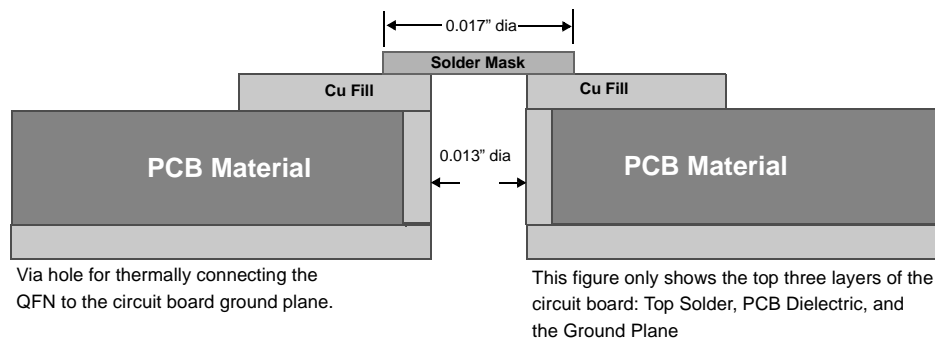 0.017” dia
Solder Mask
Cu Fill
Cu Fill
PCB Material
0.013” dia
PCB Material
Via hole for thermally connecting the
QFN to the circuit board ground plane.
This figure only shows the top three layers of the
circuit board: Top Solder, PCB Dielectric, and
the Ground Plane